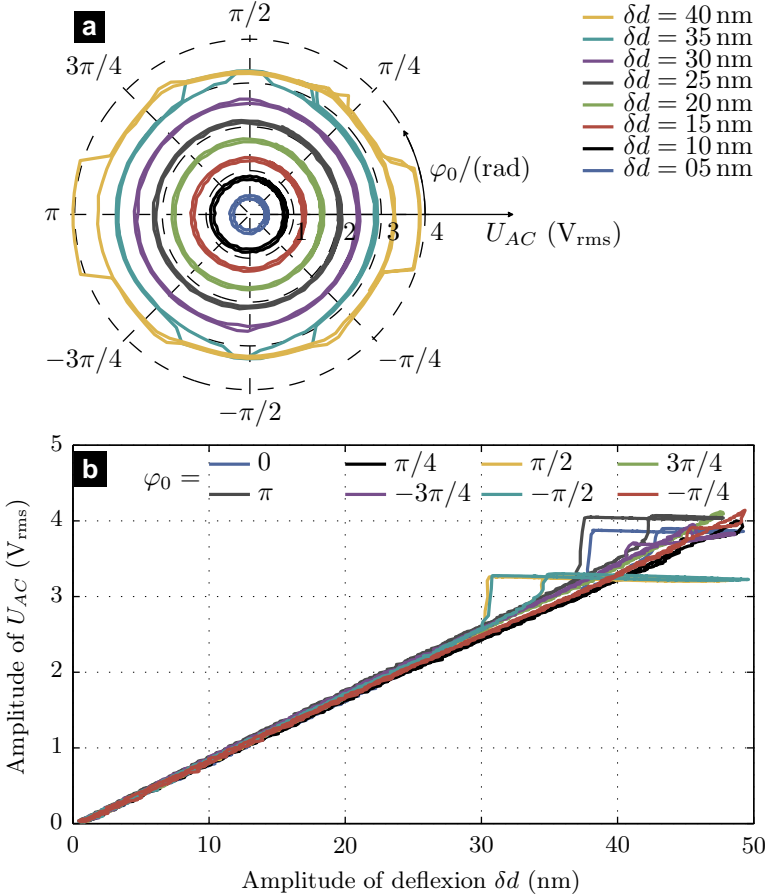 a
π/2
3π/4
π/4
π
φ₀/(rad)
1 2 3 4
U_AC (V_rms)
−3π/4
−π/4
−π/2
δd = 40 nm
δd = 35 nm
δd = 30 nm
δd = 25 nm
δd = 20 nm
δd = 15 nm
δd = 10 nm
δd = 05 nm
b
φ₀ =
0 π/4 π/2 3π/4
π −3π/4 −π/2 −π/4
Amplitude of U_AC (V_rms)
5
4
3
2
1
0
0 10 20 30 40 50
Amplitude of deflexion δd (nm)